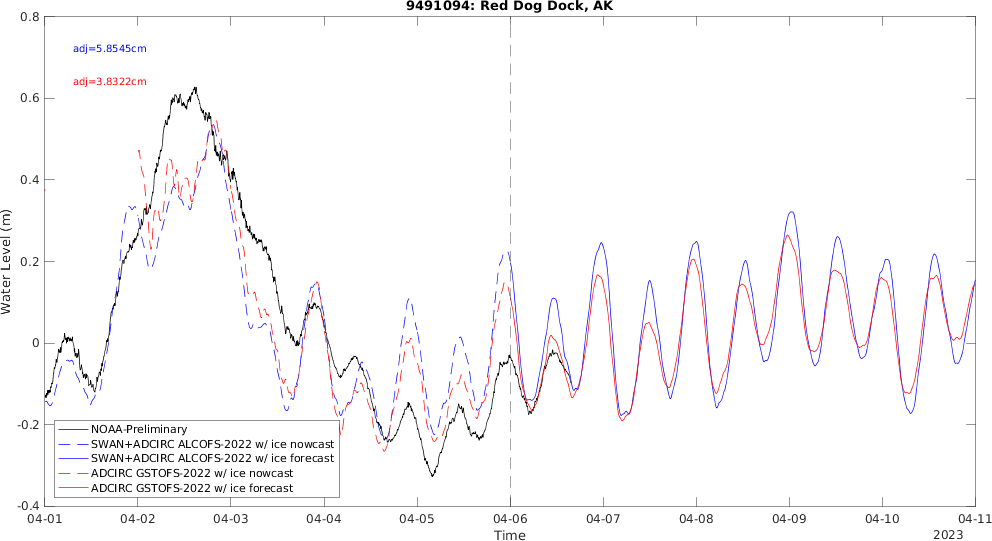 9491094: Red Dog Dock, AK
adj=5.8545cm
adj=3.8322cm
Water Level (m)
0.8
0.6
0.4
0.2
0
-0.2
-0.4
NOAA-Preliminary
SWAN+ADCIRC ALCOFS-2022 w/ ice nowcast
SWAN+ADCIRC ALCOFS-2022 w/ ice forecast
ADCIRC GSTOFS-2022 w/ ice nowcast
ADCIRC GSTOFS-2022 w/ ice forecast
04-01 04-02 04-03 04-04 04-05 04-06 04-07 04-08 04-09 04-10 04-11
Time
2023